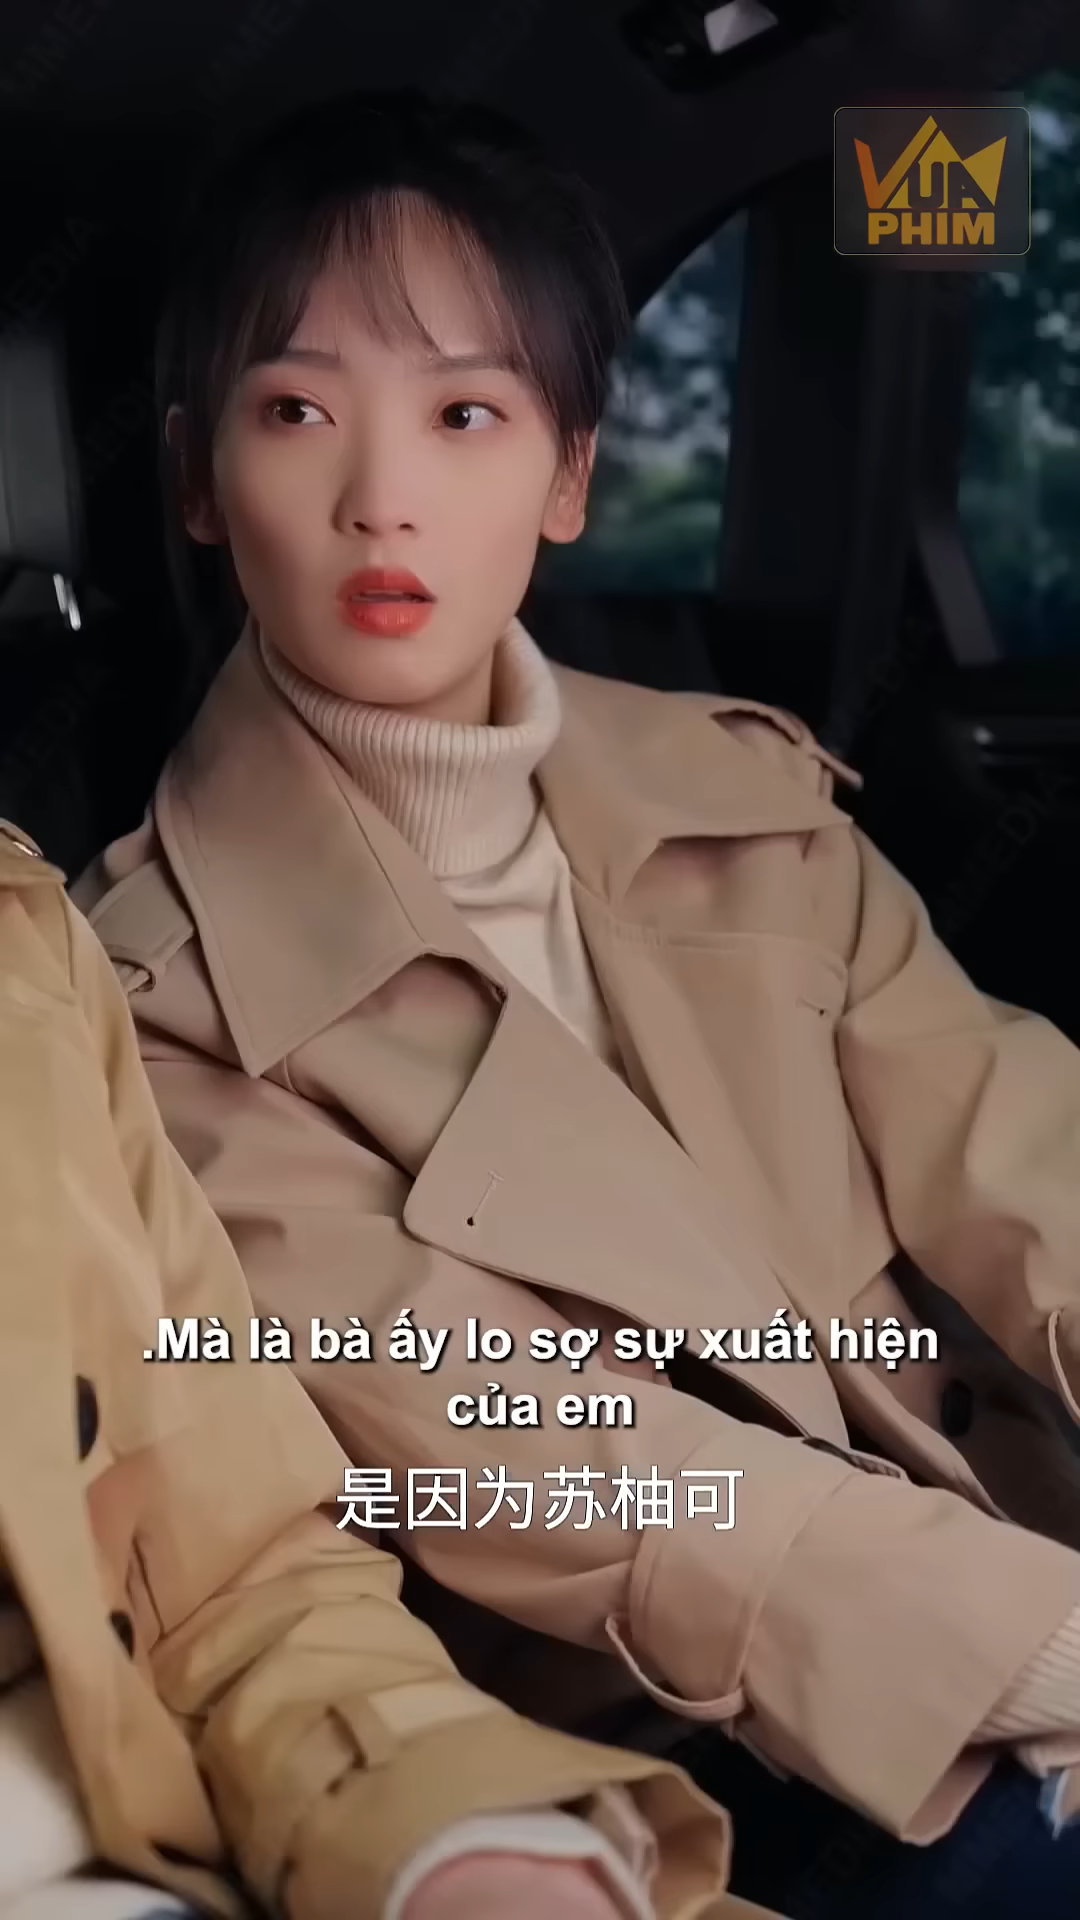 VUA
PHIM
.Mà là bà ấy lo sợ sự xuất hiện
của em
是因为苏柚可